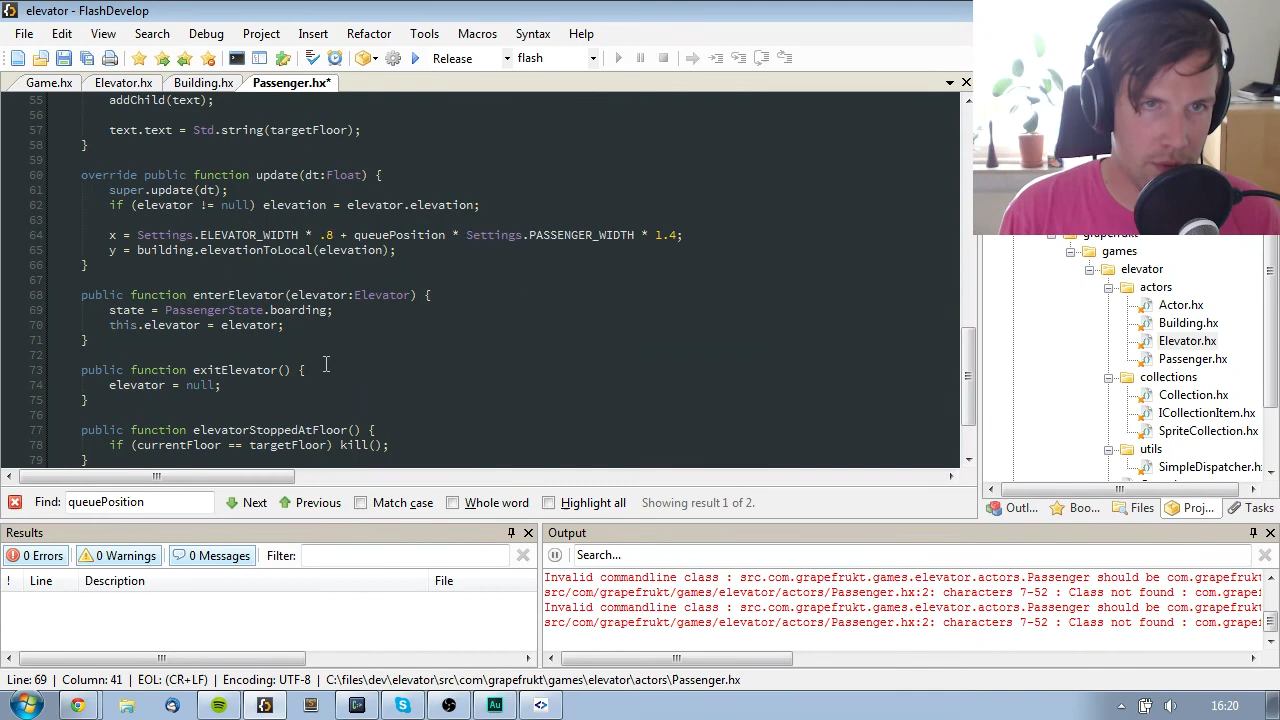 elevator - FlashDevelop
File Edit View Search Debug Project Insert Refactor Tools Macros Syntax Help
Release flash
Game.hx Elevator.hx Building.hx Passenger.hx*
55 addChild(text);
56
57 text.text = Std.string(targetFloor);
58 }
59
60 override public function update(dt:Float) {
61 super.update(dt);
62 if (elevator != null) elevation = elevator.elevation;
63
64 x = Settings.ELEVATOR_WIDTH * .8 + queuePosition * Settings.PASSENGER_WIDTH * 1.4;
65 y = building.elevationToLocal(elevation);
66 }
67
68 public function enterElevator(elevator:Elevator) {
69 state = PassengerState.boarding;
70 this.elevator = elevator;
71 }
72
73 public function exitElevator() {
74 elevator = null;
75 }
76
77 public function elevatorStoppedAtFloor() {
78 if (currentFloor == targetFloor) kill();
79 }
games
elevator
actors
Actor.hx
Building.hx
Elevator.hx
Passenger.hx
collections
Collection.hx
ICollectionItem.hx
SpriteCollection.hx
utils
SimpleDispatcher.h
Outl... Boo... Files Proj... Tasks
Find: queuePosition Next Previous Match case Whole word Highlight all Showing result 1 of 2.
Results
0 Errors 0 Warnings 0 Messages Filter:
! Line Description File
Output
Search...
Invalid commandline class : src.com.grapefrukt.games.elevator.actors.Passenger should be com.grapefrukt
src/com/grapefrukt/games/elevator/actors/Passenger.hx:2: characters 7-52 : Class not found : com.grapef
Invalid commandline class : src.com.grapefrukt.games.elevator.actors.Passenger should be com.grapefrukt
src/com/grapefrukt/games/elevator/actors/Passenger.hx:2: characters 7-52 : Class not found : com.grapef
Line: 69 Column: 41 EOL: (CR+LF) Encoding: UTF-8 C:\files\dev\elevator\src\com\grapefrukt\games\elevator\actors\Passenger.hx
16:20